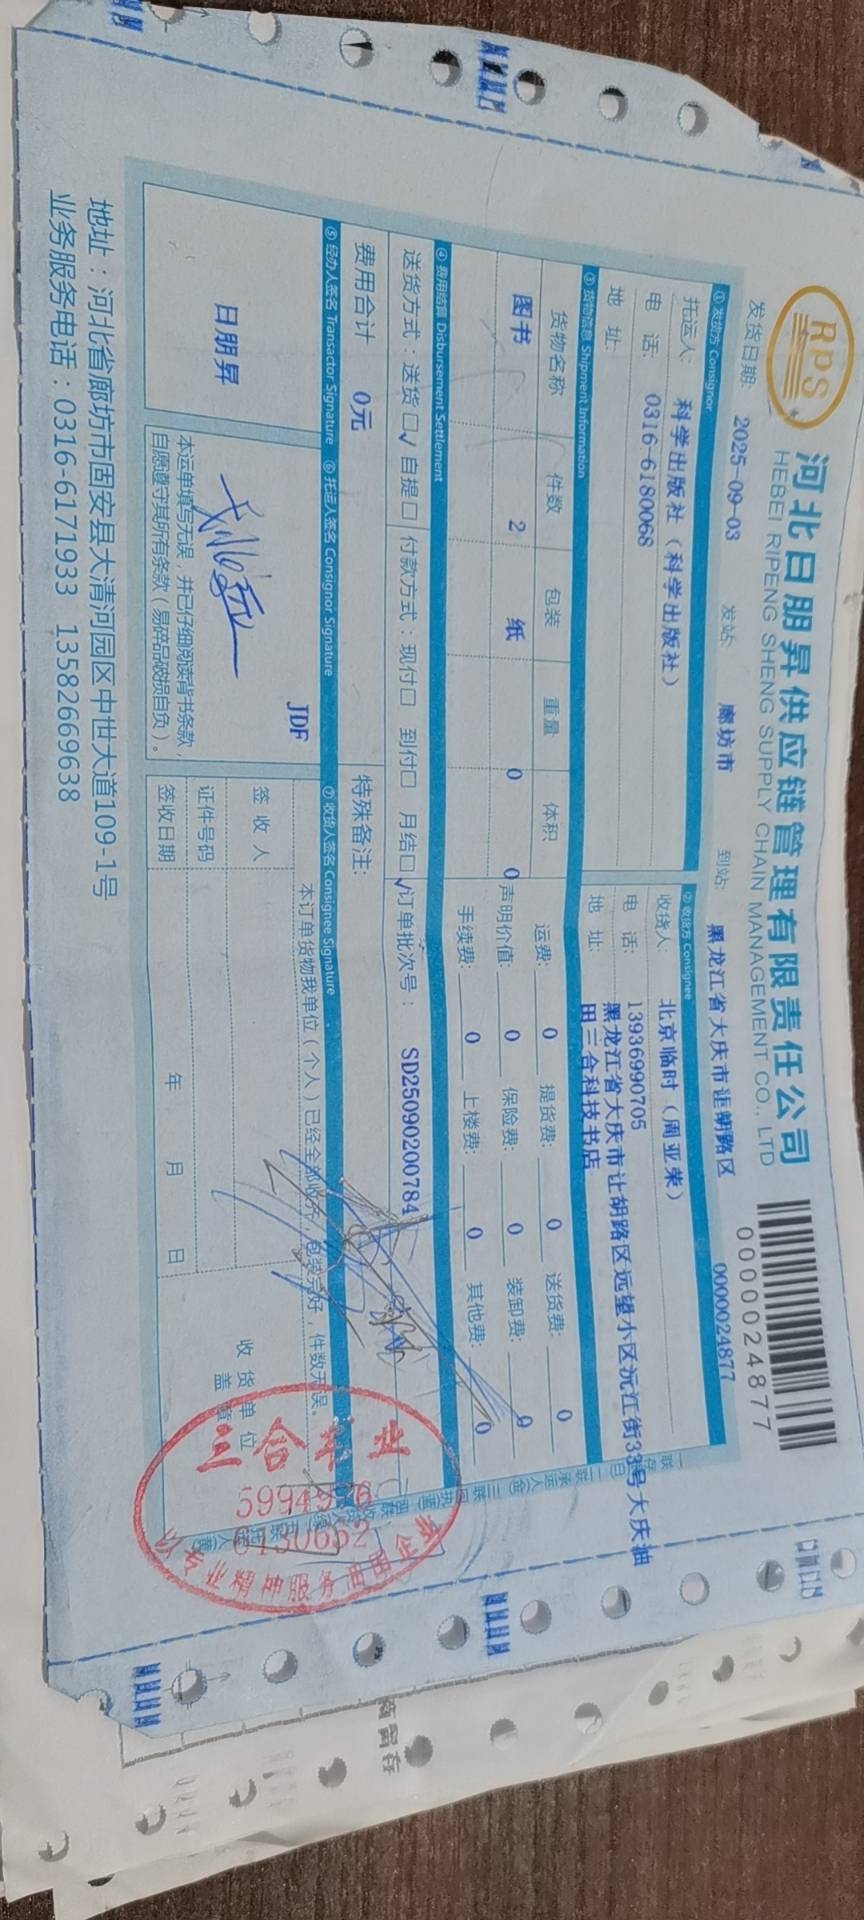 RPS
河北日朋昇供应链管理有限责任公司
HEBEI RIPENG SHENG SUPPLY CHAIN MANAGEMENT CO., LTD
0000024877
发货日期: 2025-09-03 发站: 廊坊市 到站: 黑龙江省大庆市让胡路区 0000024877
① 发货方 Consignor
托运人: 科学出版社(科学出版社)
电 话: 0316-6180068
地 址:
② 收货方 Consignee
收货人: 北京临时(周亚荣)
电 话: 13936990705
地 址: 黑龙江省大庆市让胡路区远望小区沅江街33号大庆油
田三合科技书店
③ 货物信息 Shipment Information
货物名称 件数 包装 重量 体积
图书 2 纸 0 0
运费: 0 提货费: 0 送货费: 0
声明价值: 0 保险费: 0 装卸费: 0
手续费: 0 上楼费: 0 其他费: 0
④ 费用结算 Disbursement Settlement
送货方式:送货☐√ 自提☐ 付款方式:现付☐ 到付☐ 月结☐√ 订单批次号: SD25090200784
费用合计 0元 特殊备注:
⑤ 经办人签名 Transactor Signature ⑥ 托运人签名 Consignor Signature ⑦ 收货人签名 Consignee Signature
日朋昇
JDF
本运单填写无误,并已仔细阅读背书条款,
自愿遵守其所有条款(易碎品破损自负)。
本订单货物我单位(个人)已经全部收齐,包装完好,件数无误。
签收人
证件号码
签收日期 年 月 日
收货单位
盖章
三合书业
以专业精神服务油田
地址:河北省廊坊市固安县大清河园区中世大道109-1号
业务服务电话:0316-6171933 13582669638